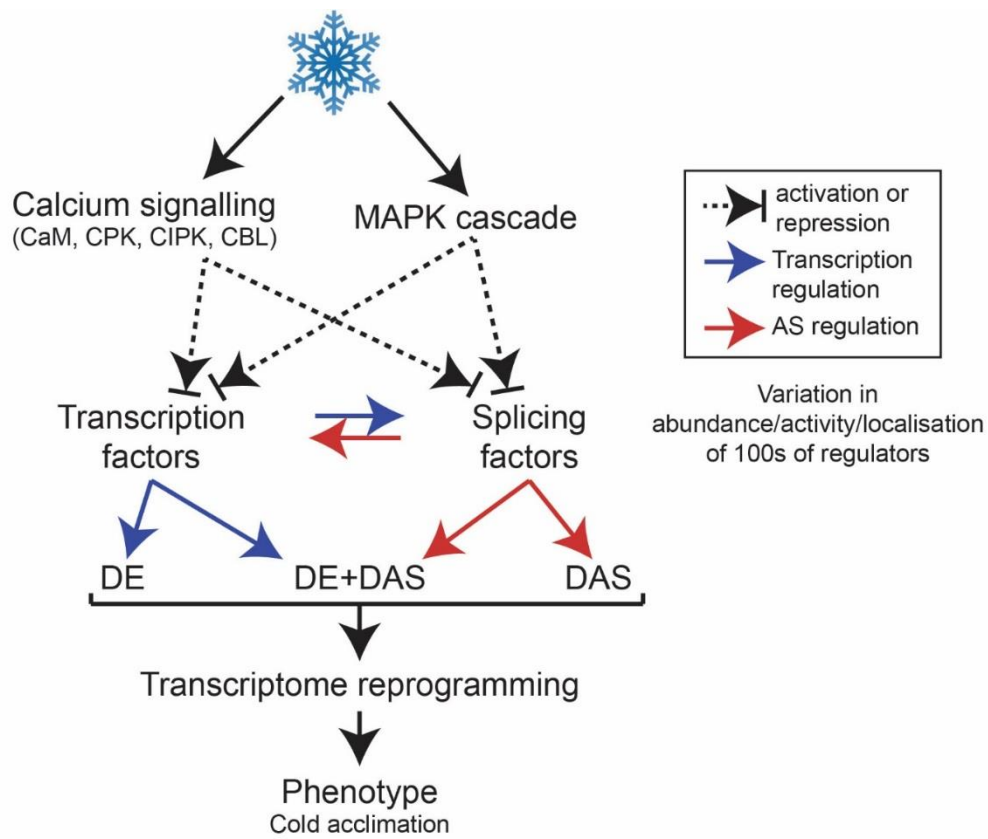 Calcium signalling
(CaM, CPK, CIPK, CBL)
MAPK cascade
activation or
repression
Transcription
regulation
AS regulation
Variation in
abundance/activity/localisation
of 100s of regulators
Transcription
factors
Splicing
factors
DE
DE+DAS
DAS
Transcriptome reprogramming
Phenotype
Cold acclimation